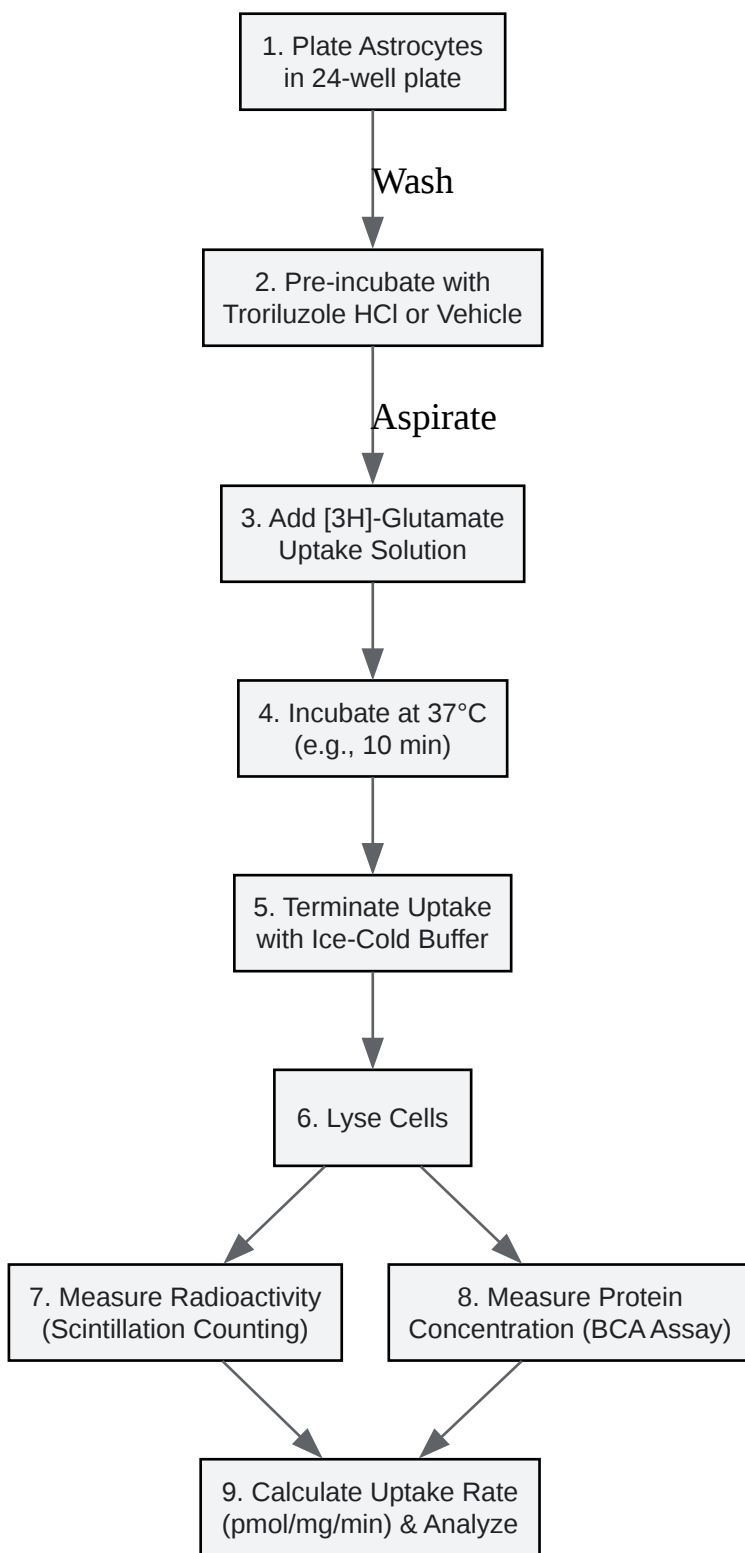 1. Plate Astrocytes
in 24-well plate
Wash
2. Pre-incubate with
Troriluzole HCl or Vehicle
Aspirate
3. Add [3H]-Glutamate
Uptake Solution
4. Incubate at 37°C
(e.g., 10 min)
5. Terminate Uptake
with Ice-Cold Buffer
6. Lyse Cells
7. Measure Radioactivity
(Scintillation Counting)
8. Measure Protein
Concentration (BCA Assay)
9. Calculate Uptake Rate
(pmol/mg/min) & Analyze